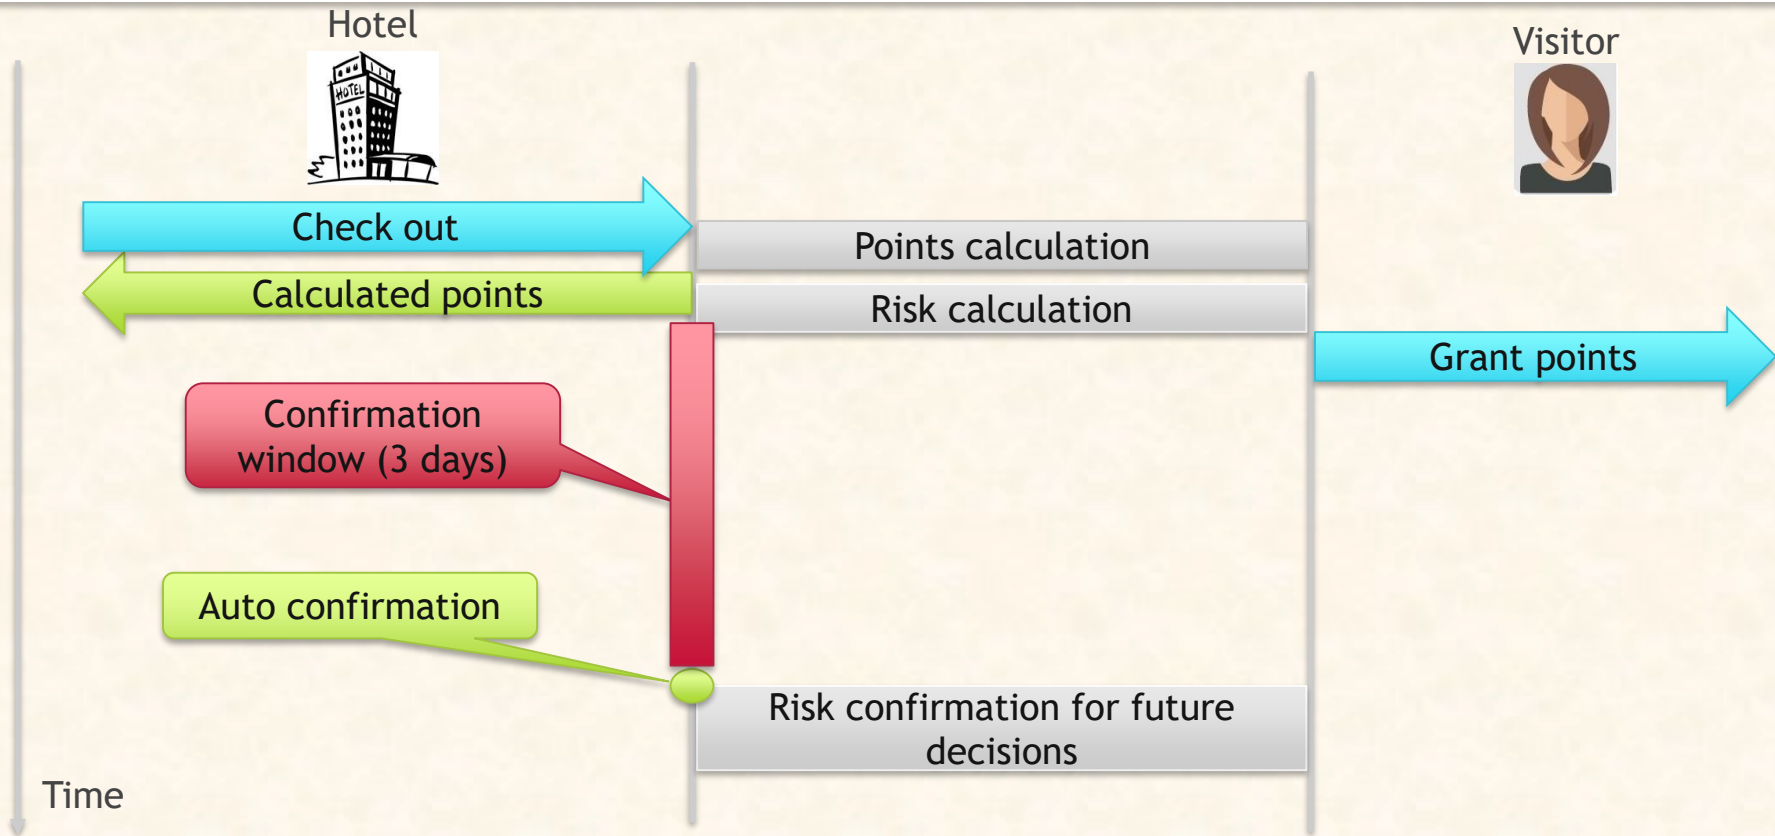 Hotel
Visitor
HOTEL
Check out
Points calculation
Calculated points
Risk calculation
Grant points
Confirmation
window (3 days)
Auto confirmation
Risk confirmation for future
decisions
Time